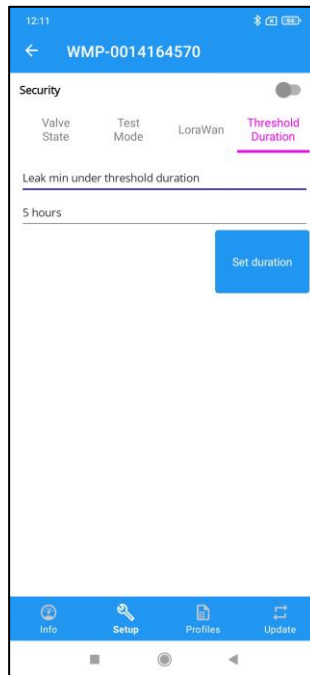 12:11
94
WMP-0014164570
Security
Valve State
Test Mode
LoraWan
Threshold Duration
Leak min under threshold duration
5 hours
Set duration
Info
Setup
Profiles
Update